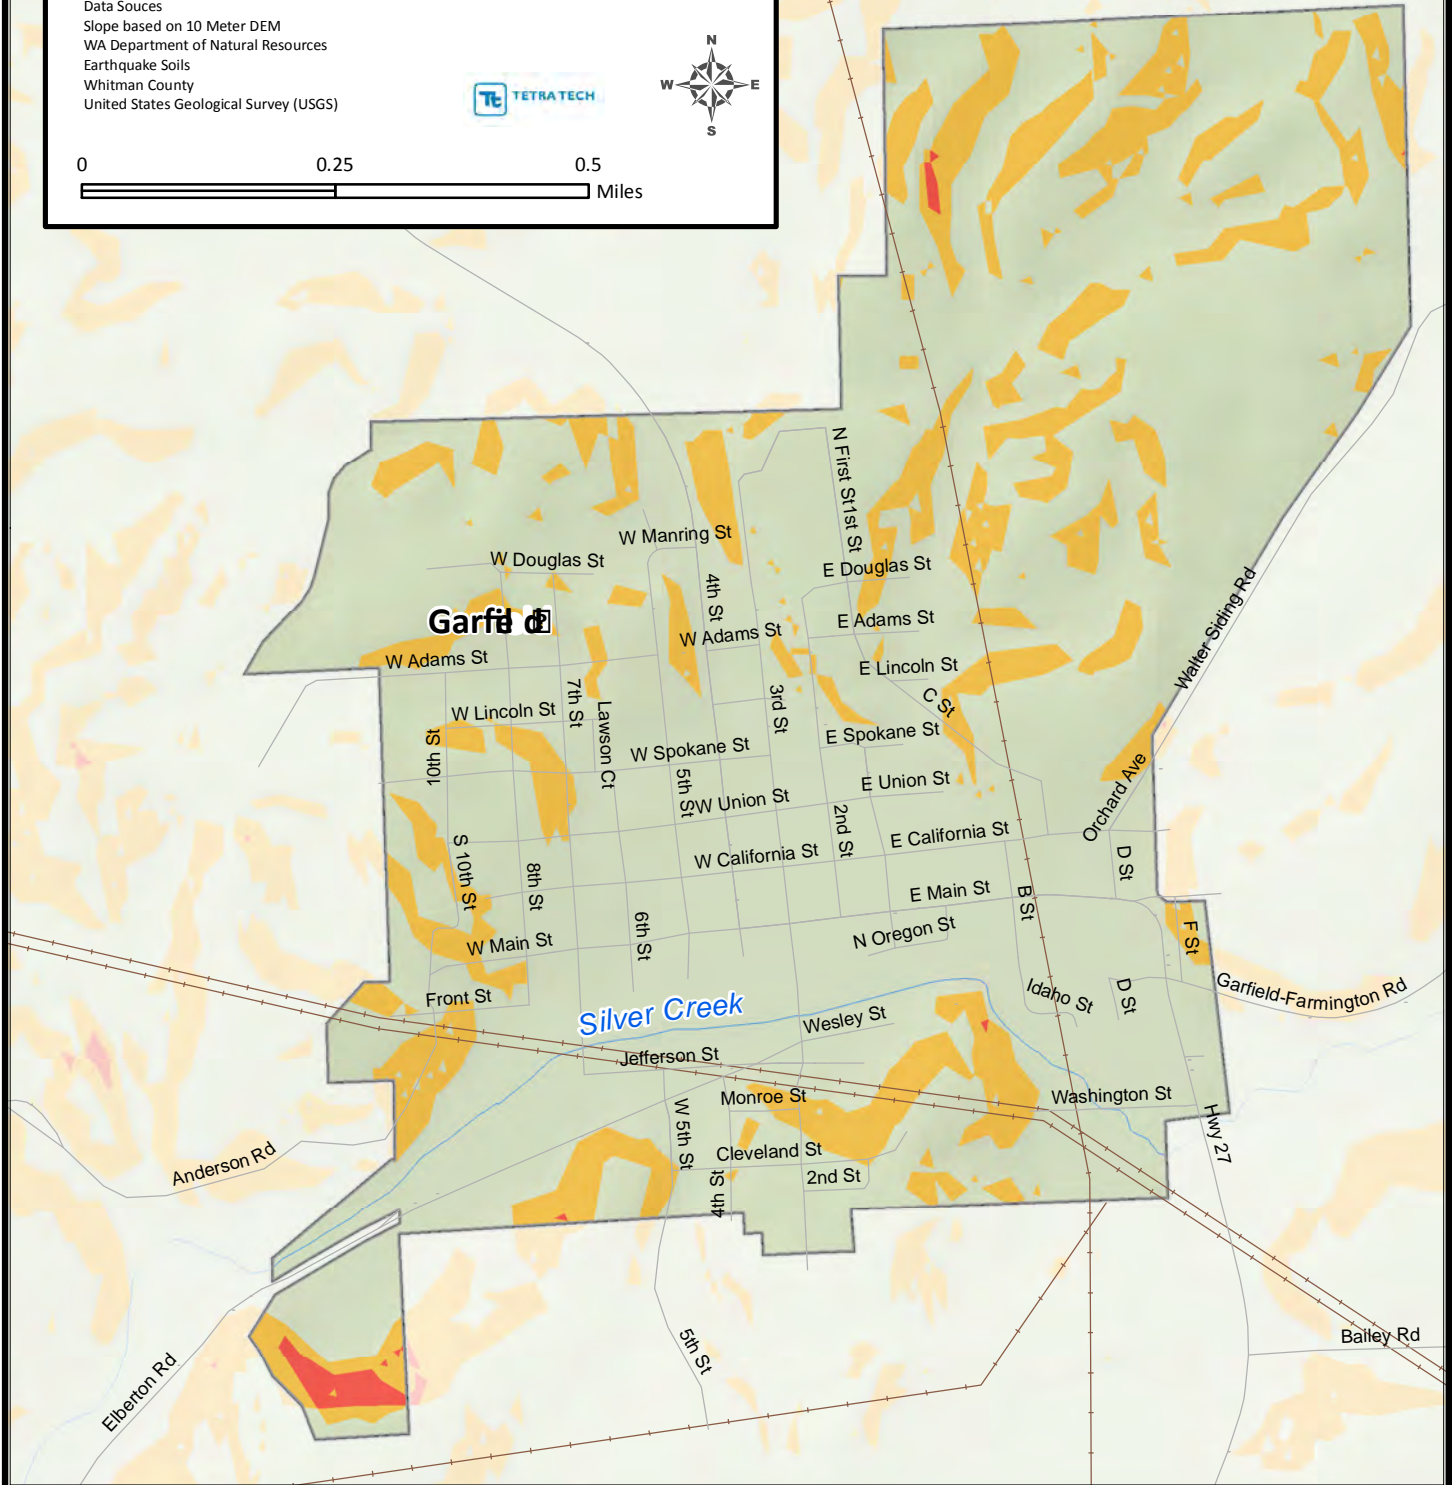 Data Souces
Slope based on 10 Meter DEM
WA Department of Natural Resources
Earthquake Soils
Whitman County
United States Geological Survey (USGS)
Tt TETRA TECH
N
W E
S
0 0.25 0.5
Miles
N First St
1st St
W Manring St
W Douglas St
E Douglas St
4th St
Garfield
E Adams St
W Adams St
W Adams St
E Lincoln St
Walter Siding Rd
7th St
3rd St
C St
W Lincoln St
Lawson Ct
10th St
E Spokane St
W Spokane St
5th St
E Union St
W Union St
Orchard Ave
2nd St
E California St
W California St
S 10th St
8th St
D St
E Main St
B St
6th St
N Oregon St
F St
W Main St
Front St
Idaho St
D St
Garfield-Farmington Rd
Silver Creek
Wesley St
Jefferson St
Monroe St
Washington St
W 5th St
Hwy 27
Anderson Rd
Cleveland St
2nd St
4th St
5th St
Bailey Rd
Elberton Rd